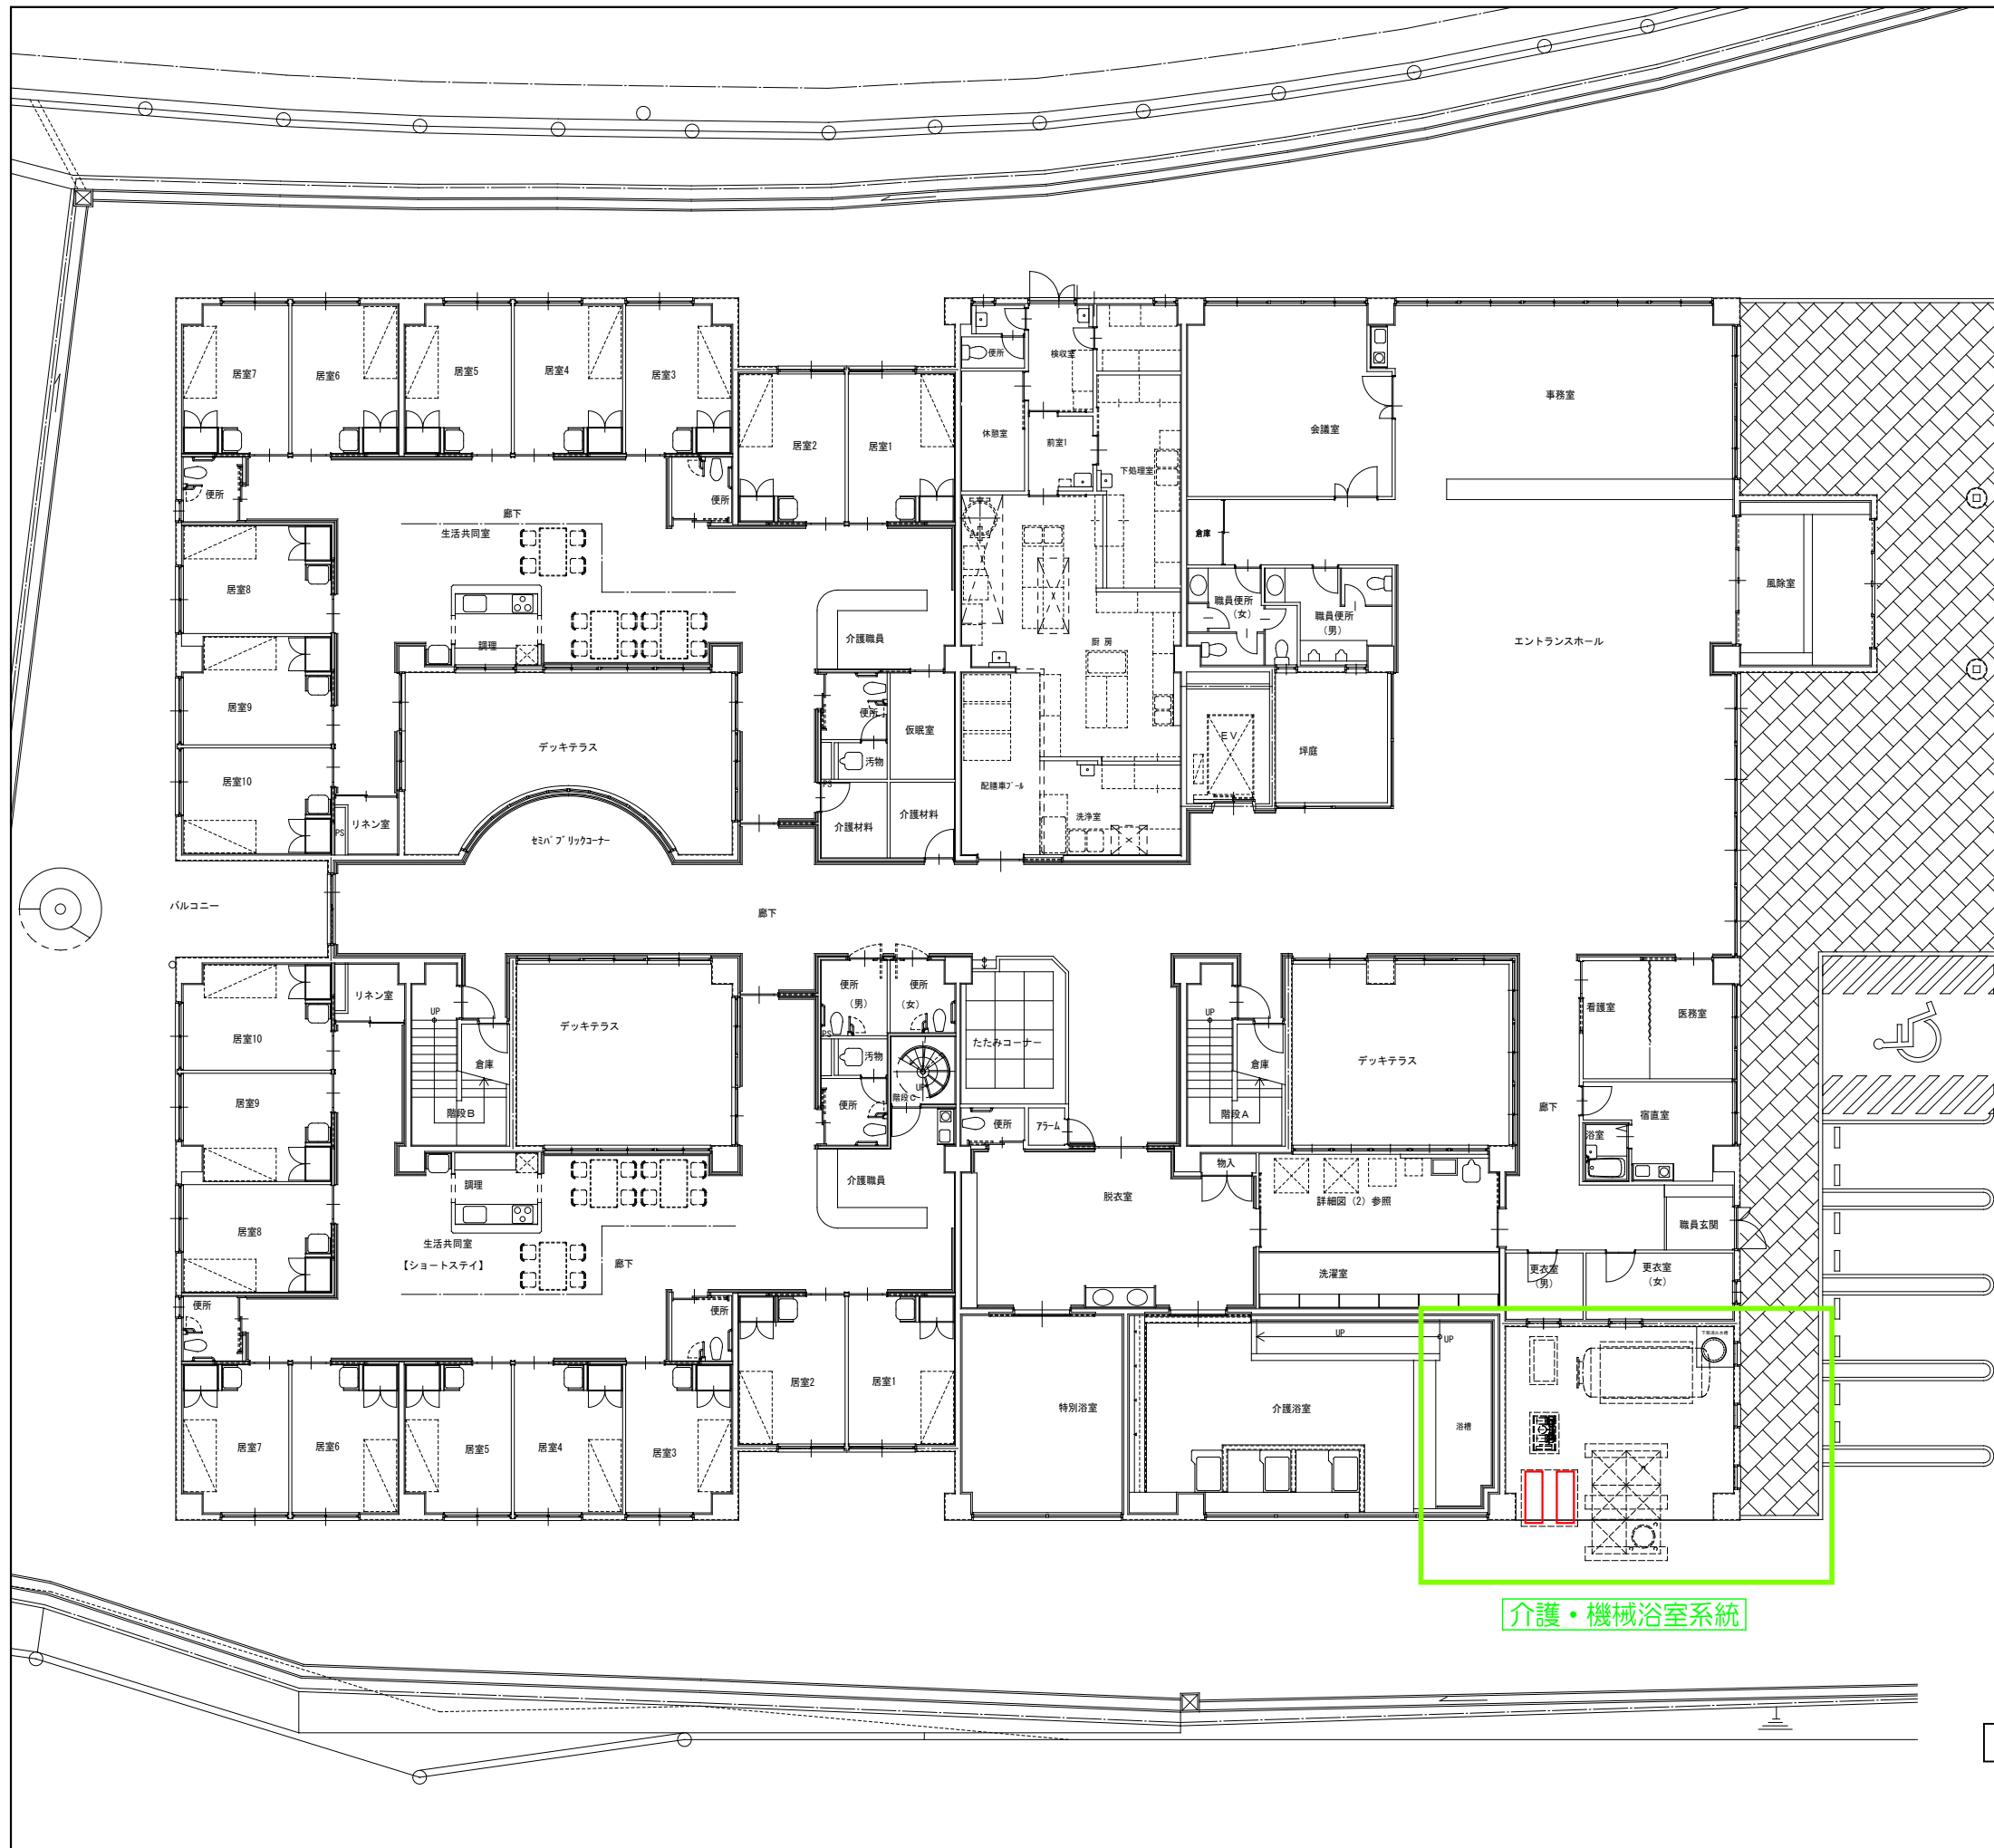 居室7
居室6
居室5
居室4
居室3
居室2
居室1
便所
検収室
休憩室
前室1
下処理室
会議室
事務室
便所
便所
廊下
生活共同室
倉庫
居室8
調理
介護職員
厨房
職員便所
(女)
職員便所
(男)
エントランスホール
風除室
居室9
デッキテラス
便所
仮眠室
EV
坪庭
汚物
居室10
PS
リネン室
PS
介護材料
介護材料
配膳車プール
洗浄室
セミパブリックコーナー
バルコニー
廊下
リネン室
UP
デッキテラス
便所
(男)
便所
(女)
UP
看護室
医務室
居室10
倉庫
PS
汚物
たたみコーナー
倉庫
デッキテラス
UP
階段C
居室9
階段B
便所
便所
アラーム
階段A
廊下
宿直室
浴室
物入
調理
介護職員
脱衣室
詳細図(2)参照
職員玄関
居室8
生活共同室
【ショートステイ】
廊下
洗濯室
更衣室
(男)
更衣室
(女)
便所
便所
UP
UP
居室2
居室1
特別浴室
介護浴室
浴槽
居室7
居室6
居室5
居室4
居室3
介護・機械浴室系統